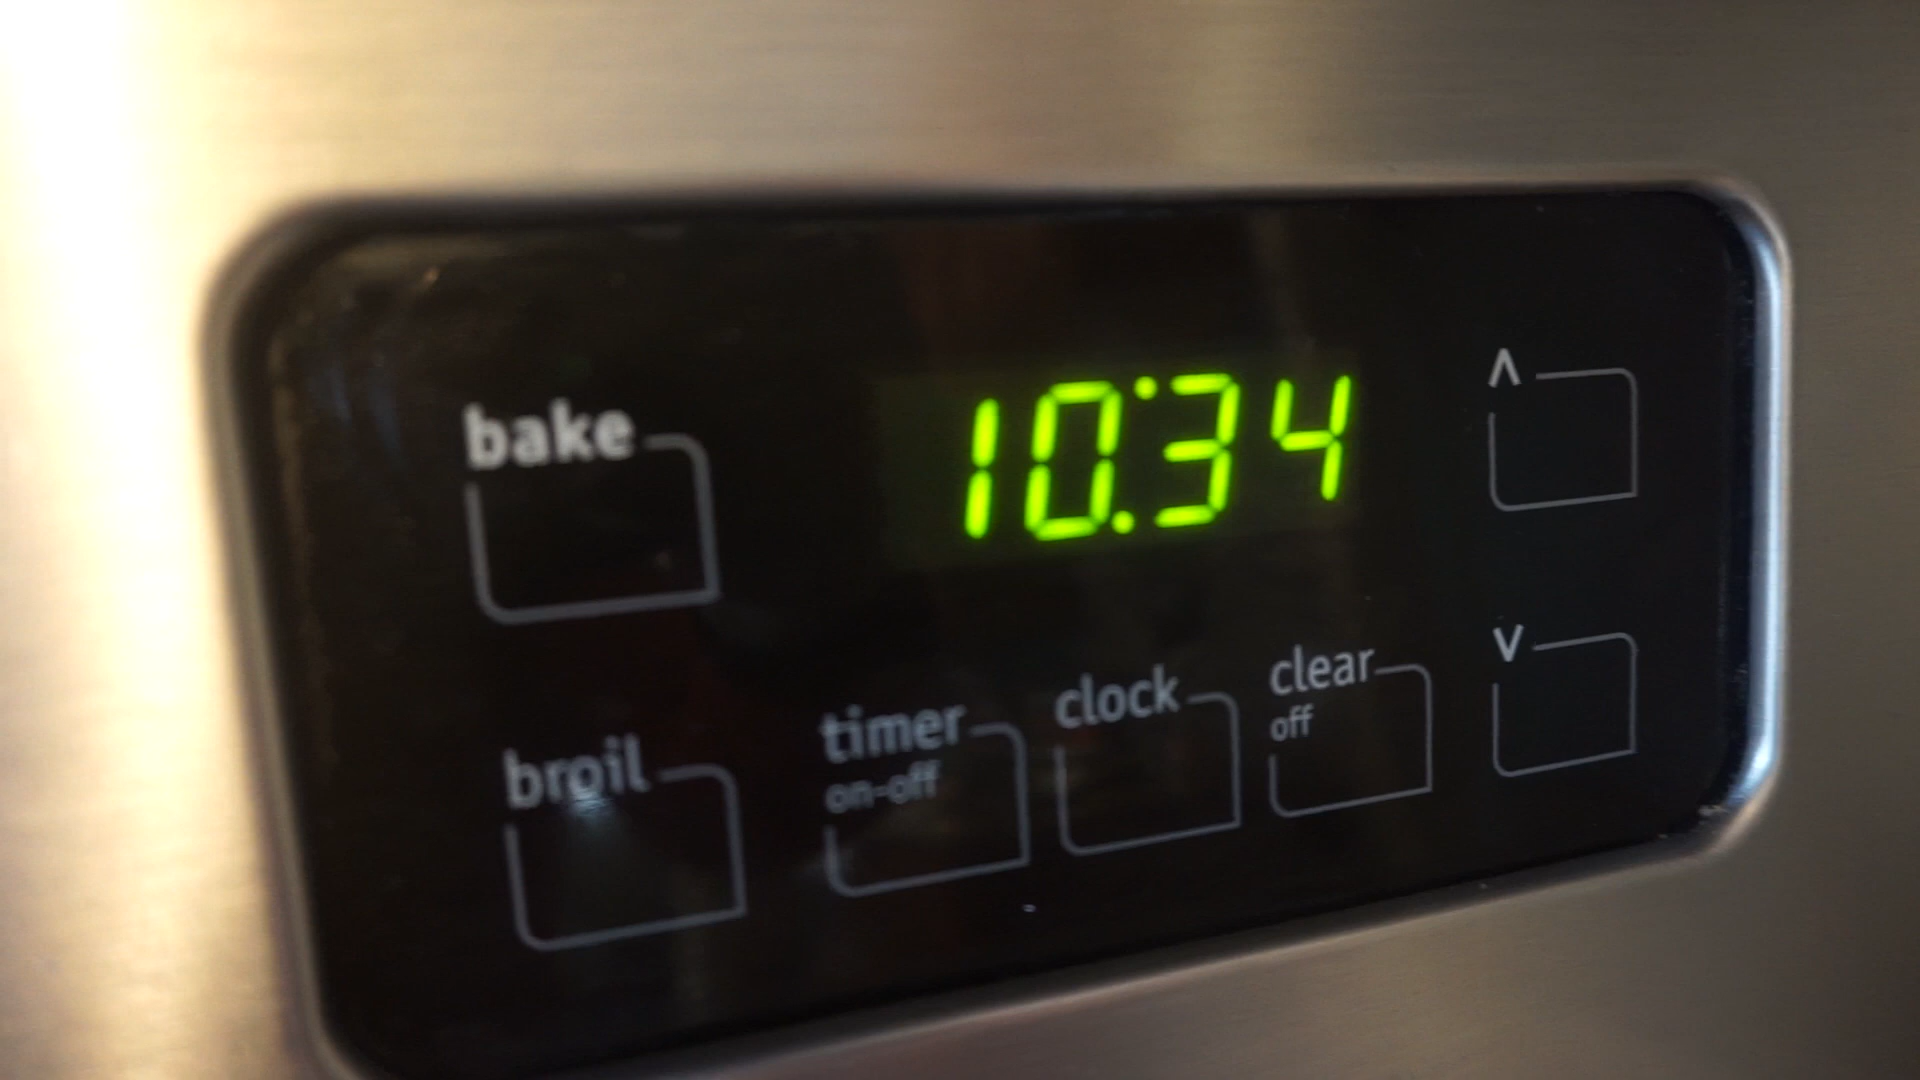 bake
10:34
^
broil
timer
on-off
clock
clear
off
v